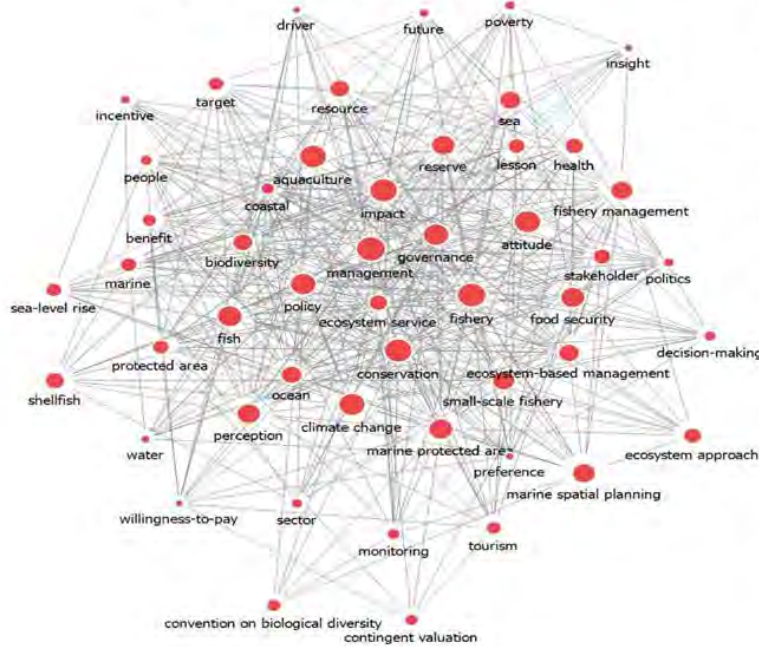 driver
future
poverty
insight
target
resource
sea
incentive
people
aquaculture
reserve
lesson
health
coastal
impact
fishery management
benefit
biodiversity
governance
attitude
marine
management
stakeholder
politics
sea-level rise
policy
ecosystem service
fishery
food security
fish
protected area
conservation
ecosystem-based management
decision-making
shellfish
ocean
small-scale fishery
perception
climate change
marine protected area
water
preference
ecosystem approach
marine spatial planning
willingness-to-pay
sector
monitoring
tourism
convention on biological diversity
contingent valuation